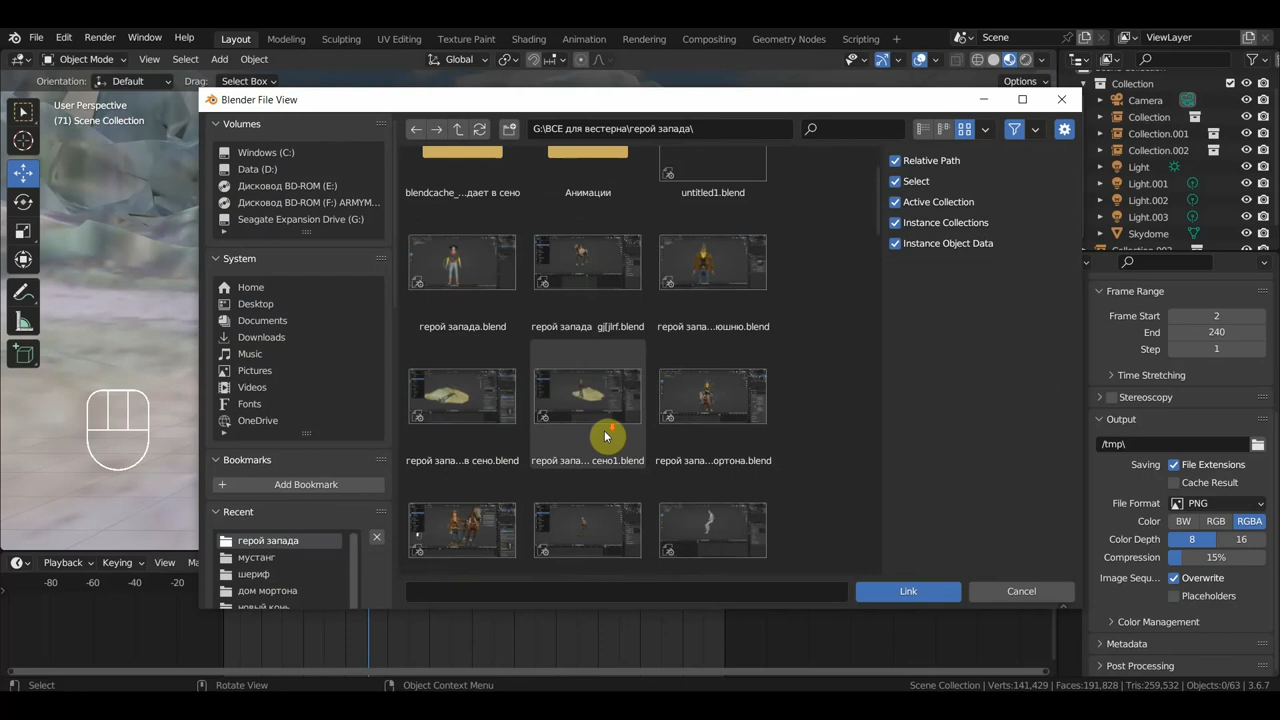 File Edit Render Window Help Layout Modeling Sculpting UV Editing Texture Paint Shading Animation Rendering Compositing Geometry Nodes Scripting + Scene ViewLayer
Object Mode View Select Add Object Global
Orientation: Default Drag: Select Box Options
User Perspective
(71) Scene Collection
Blender File View
Volumes
Windows (C:)
Data (D:)
Дисковод BD-ROM (E:)
Дисковод BD-ROM (F:) ARMYM...
Seagate Expansion Drive (G:)
System
Home
Desktop
Documents
Downloads
Music
Pictures
Videos
Fonts
OneDrive
Bookmarks
+ Add Bookmark
Recent
герой запада
мустанг
шериф
дом мортона
новый конь
G:\ВСЕ для вестерна\герой запада\
blendcache_...дает в сено Анимации untitled1.blend
герой запада.blend герой запада gj[jlrf.blend герой запа...юшню.blend
герой запа...в сено.blend герой запа... сено1.blend герой запа...ортона.blend
Relative Path
Select
Active Collection
Instance Collections
Instance Object Data
Link Cancel
Collection
Camera
Collection
Collection.001
Collection.002
Light
Light.001
Light.002
Light.003
Skydome
Frame Range
Frame Start 2
End 240
Step 1
Time Stretching
Stereoscopy
Output
/tmp\
Saving File Extensions
Cache Result
File Format PNG
Color BW RGB RGBA
Color Depth 8 16
Compression 15%
Image Sequ... Overwrite
Placeholders
Color Management
Metadata
Post Processing
Playback Keying View
-80 -60 -40 -20
Select Rotate View Object Context Menu Scene Collection | Verts:141,429 | Faces:191,828 | Tris:259,532 | Objects:0/63 | 3.6.7